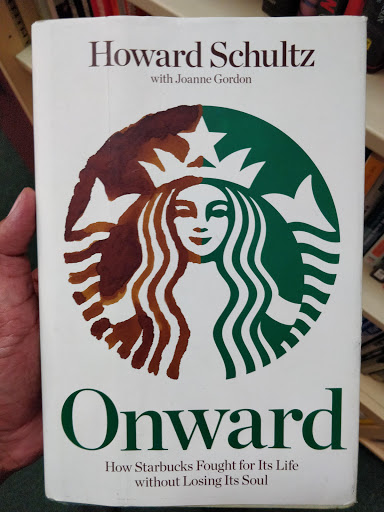 Howard Schultz
with Joanne Gordon
Onward
How Starbucks Fought for Its Life
without Losing Its Soul